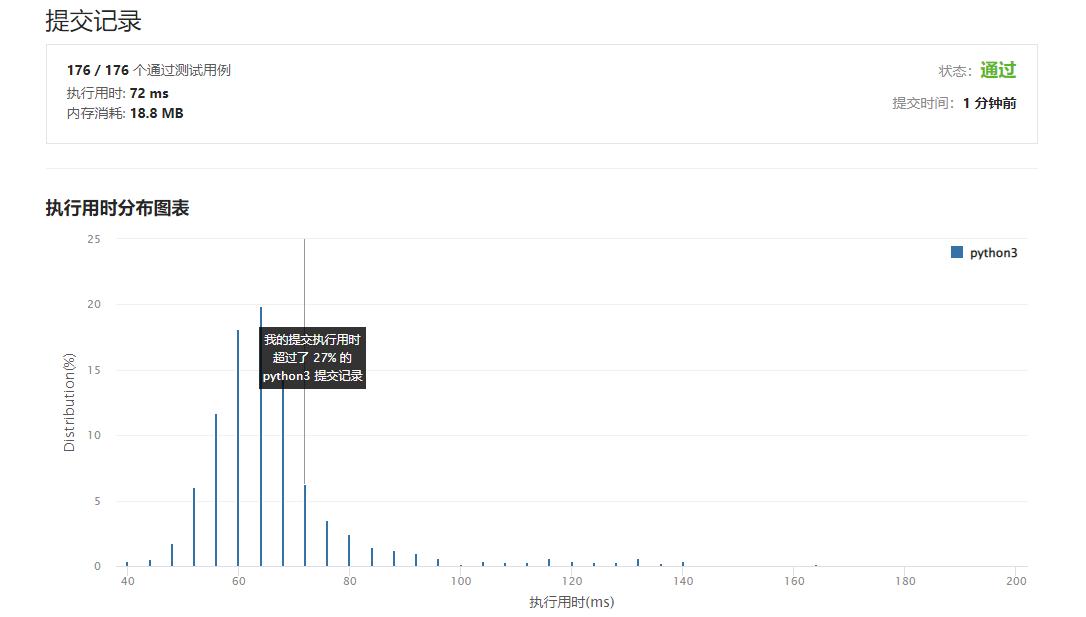 提交记录
176 / 176 个通过测试用例
状态：通过
执行用时: 72 ms
提交时间：1 分钟前
内存消耗: 18.8 MB
执行用时分布图表
25
python3
20
我的提交执行用时
超过了 27% 的
python3 提交记录
15
Distribution(%)
10
5
0
40 60 80 100 120 140 160 180 200
执行用时(ms)